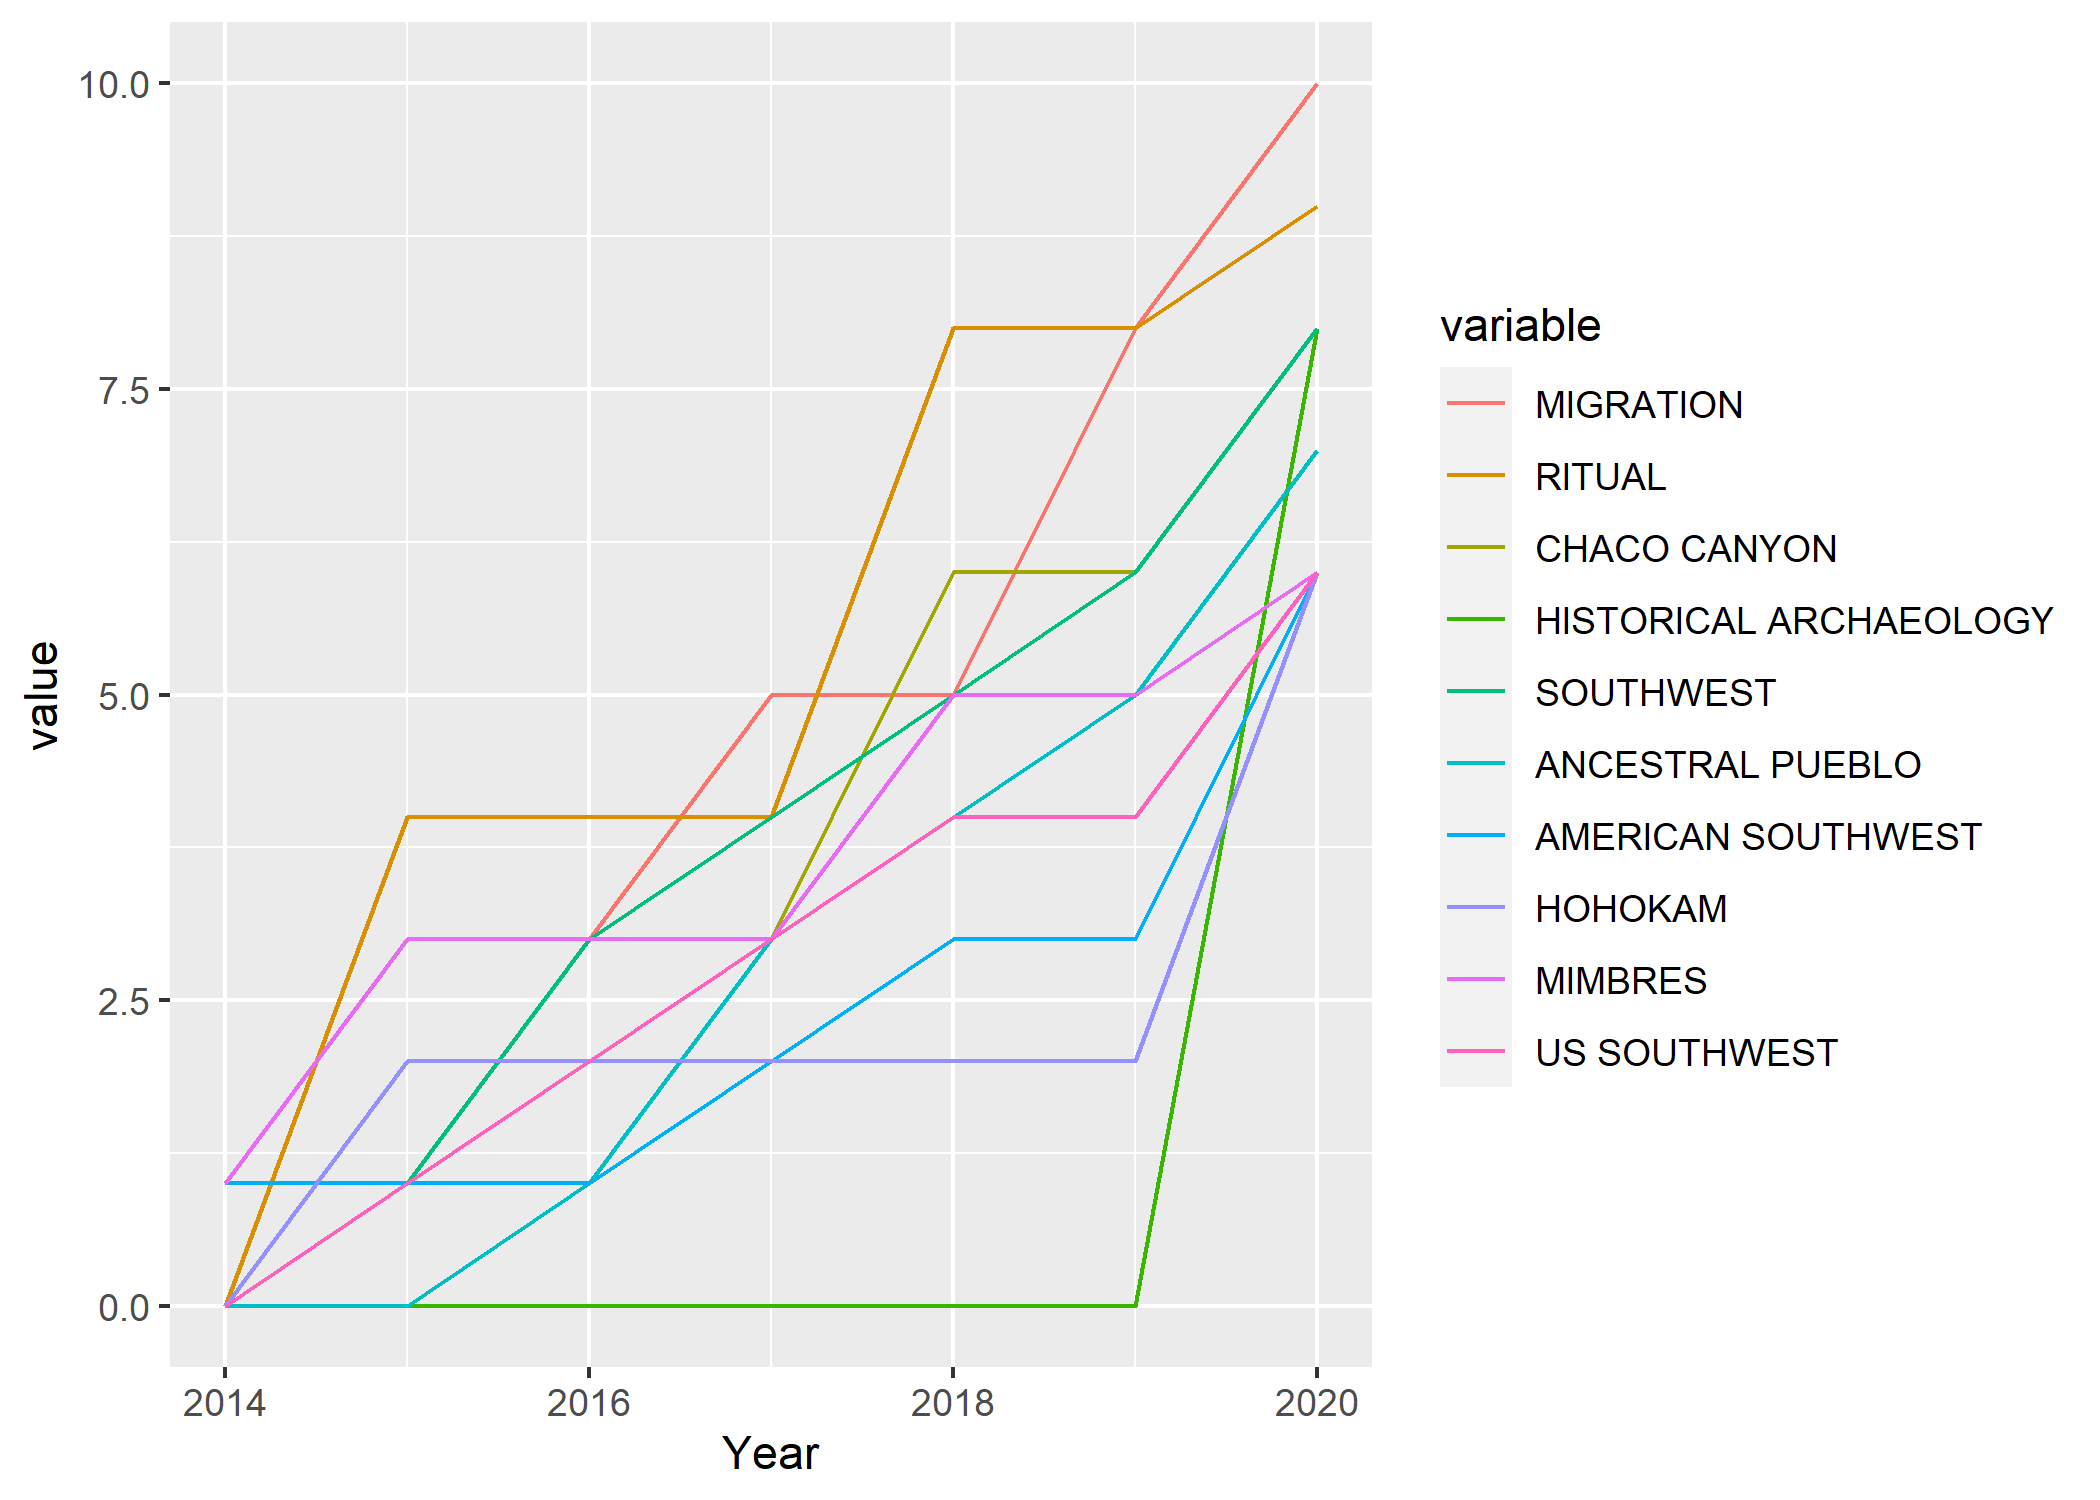 10.0
7.5
5.0
2.5
0.0
value
2014 2016 2018 2020
Year
variable
MIGRATION
RITUAL
CHACO CANYON
HISTORICAL ARCHAEOLOGY
SOUTHWEST
ANCESTRAL PUEBLO
AMERICAN SOUTHWEST
HOHOKAM
MIMBRES
US SOUTHWEST